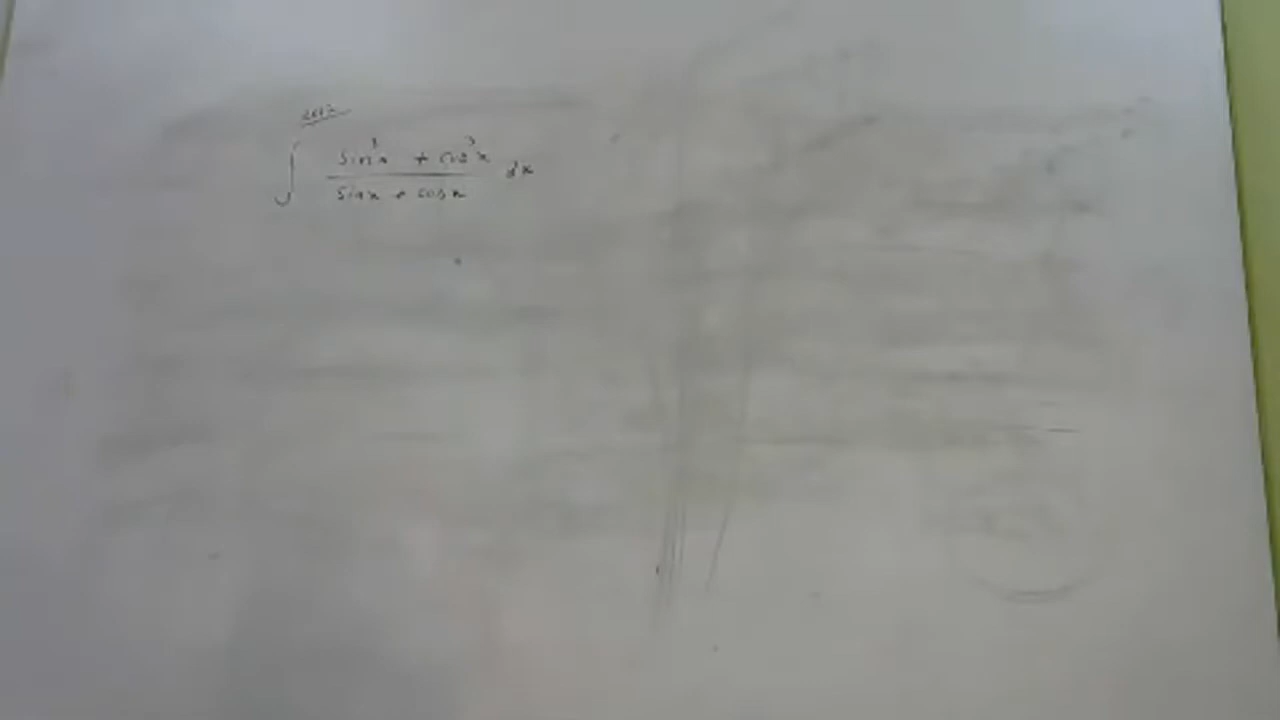 ∫ sin³x + cos³x / sinx + cosx dx